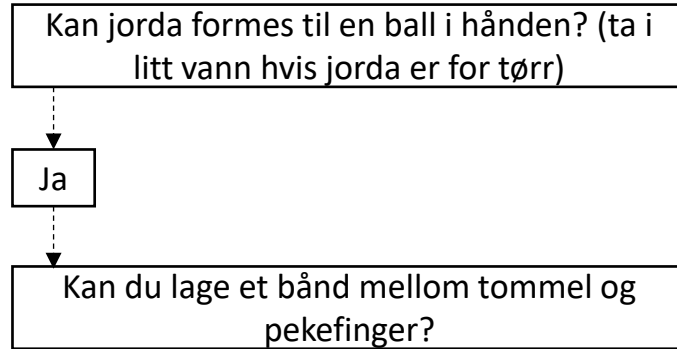 Kan jorda formes til en ball i hånden? (ta i
litt vann hvis jorda er for tørr)
Ja
Kan du lage et bånd mellom tommel og
pekefinger?